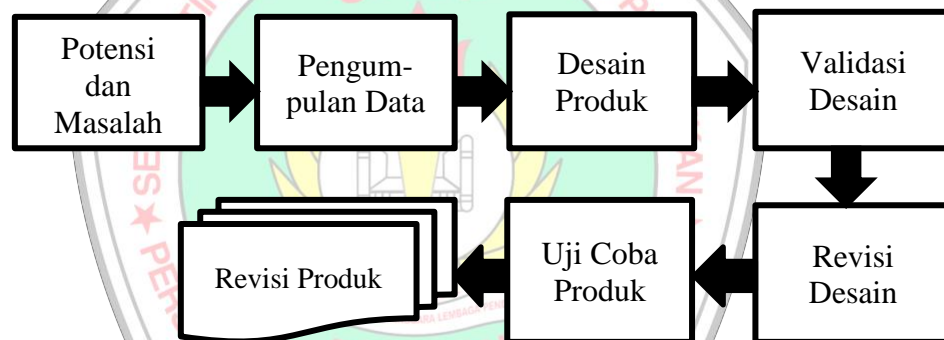 Potensi
dan
Masalah
Pengum-
pulan Data
Desain
Produk
Validasi
Desain
Revisi Produk
Uji Coba
Produk
Revisi
Desain